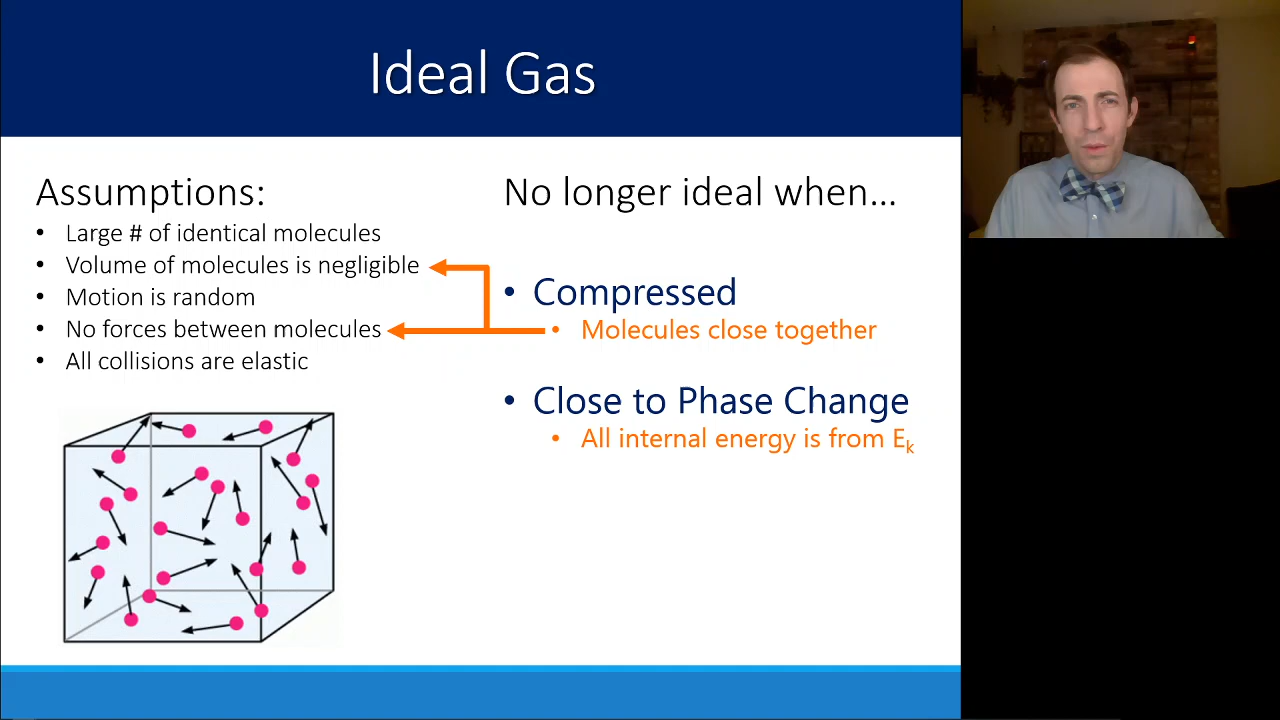 Ideal Gas
Assumptions:
• Large # of identical molecules
• Volume of molecules is negligible
• Motion is random
• No forces between molecules
• All collisions are elastic
No longer ideal when…
• Compressed
• Molecules close together
• Close to Phase Change
• All internal energy is from Eₖ